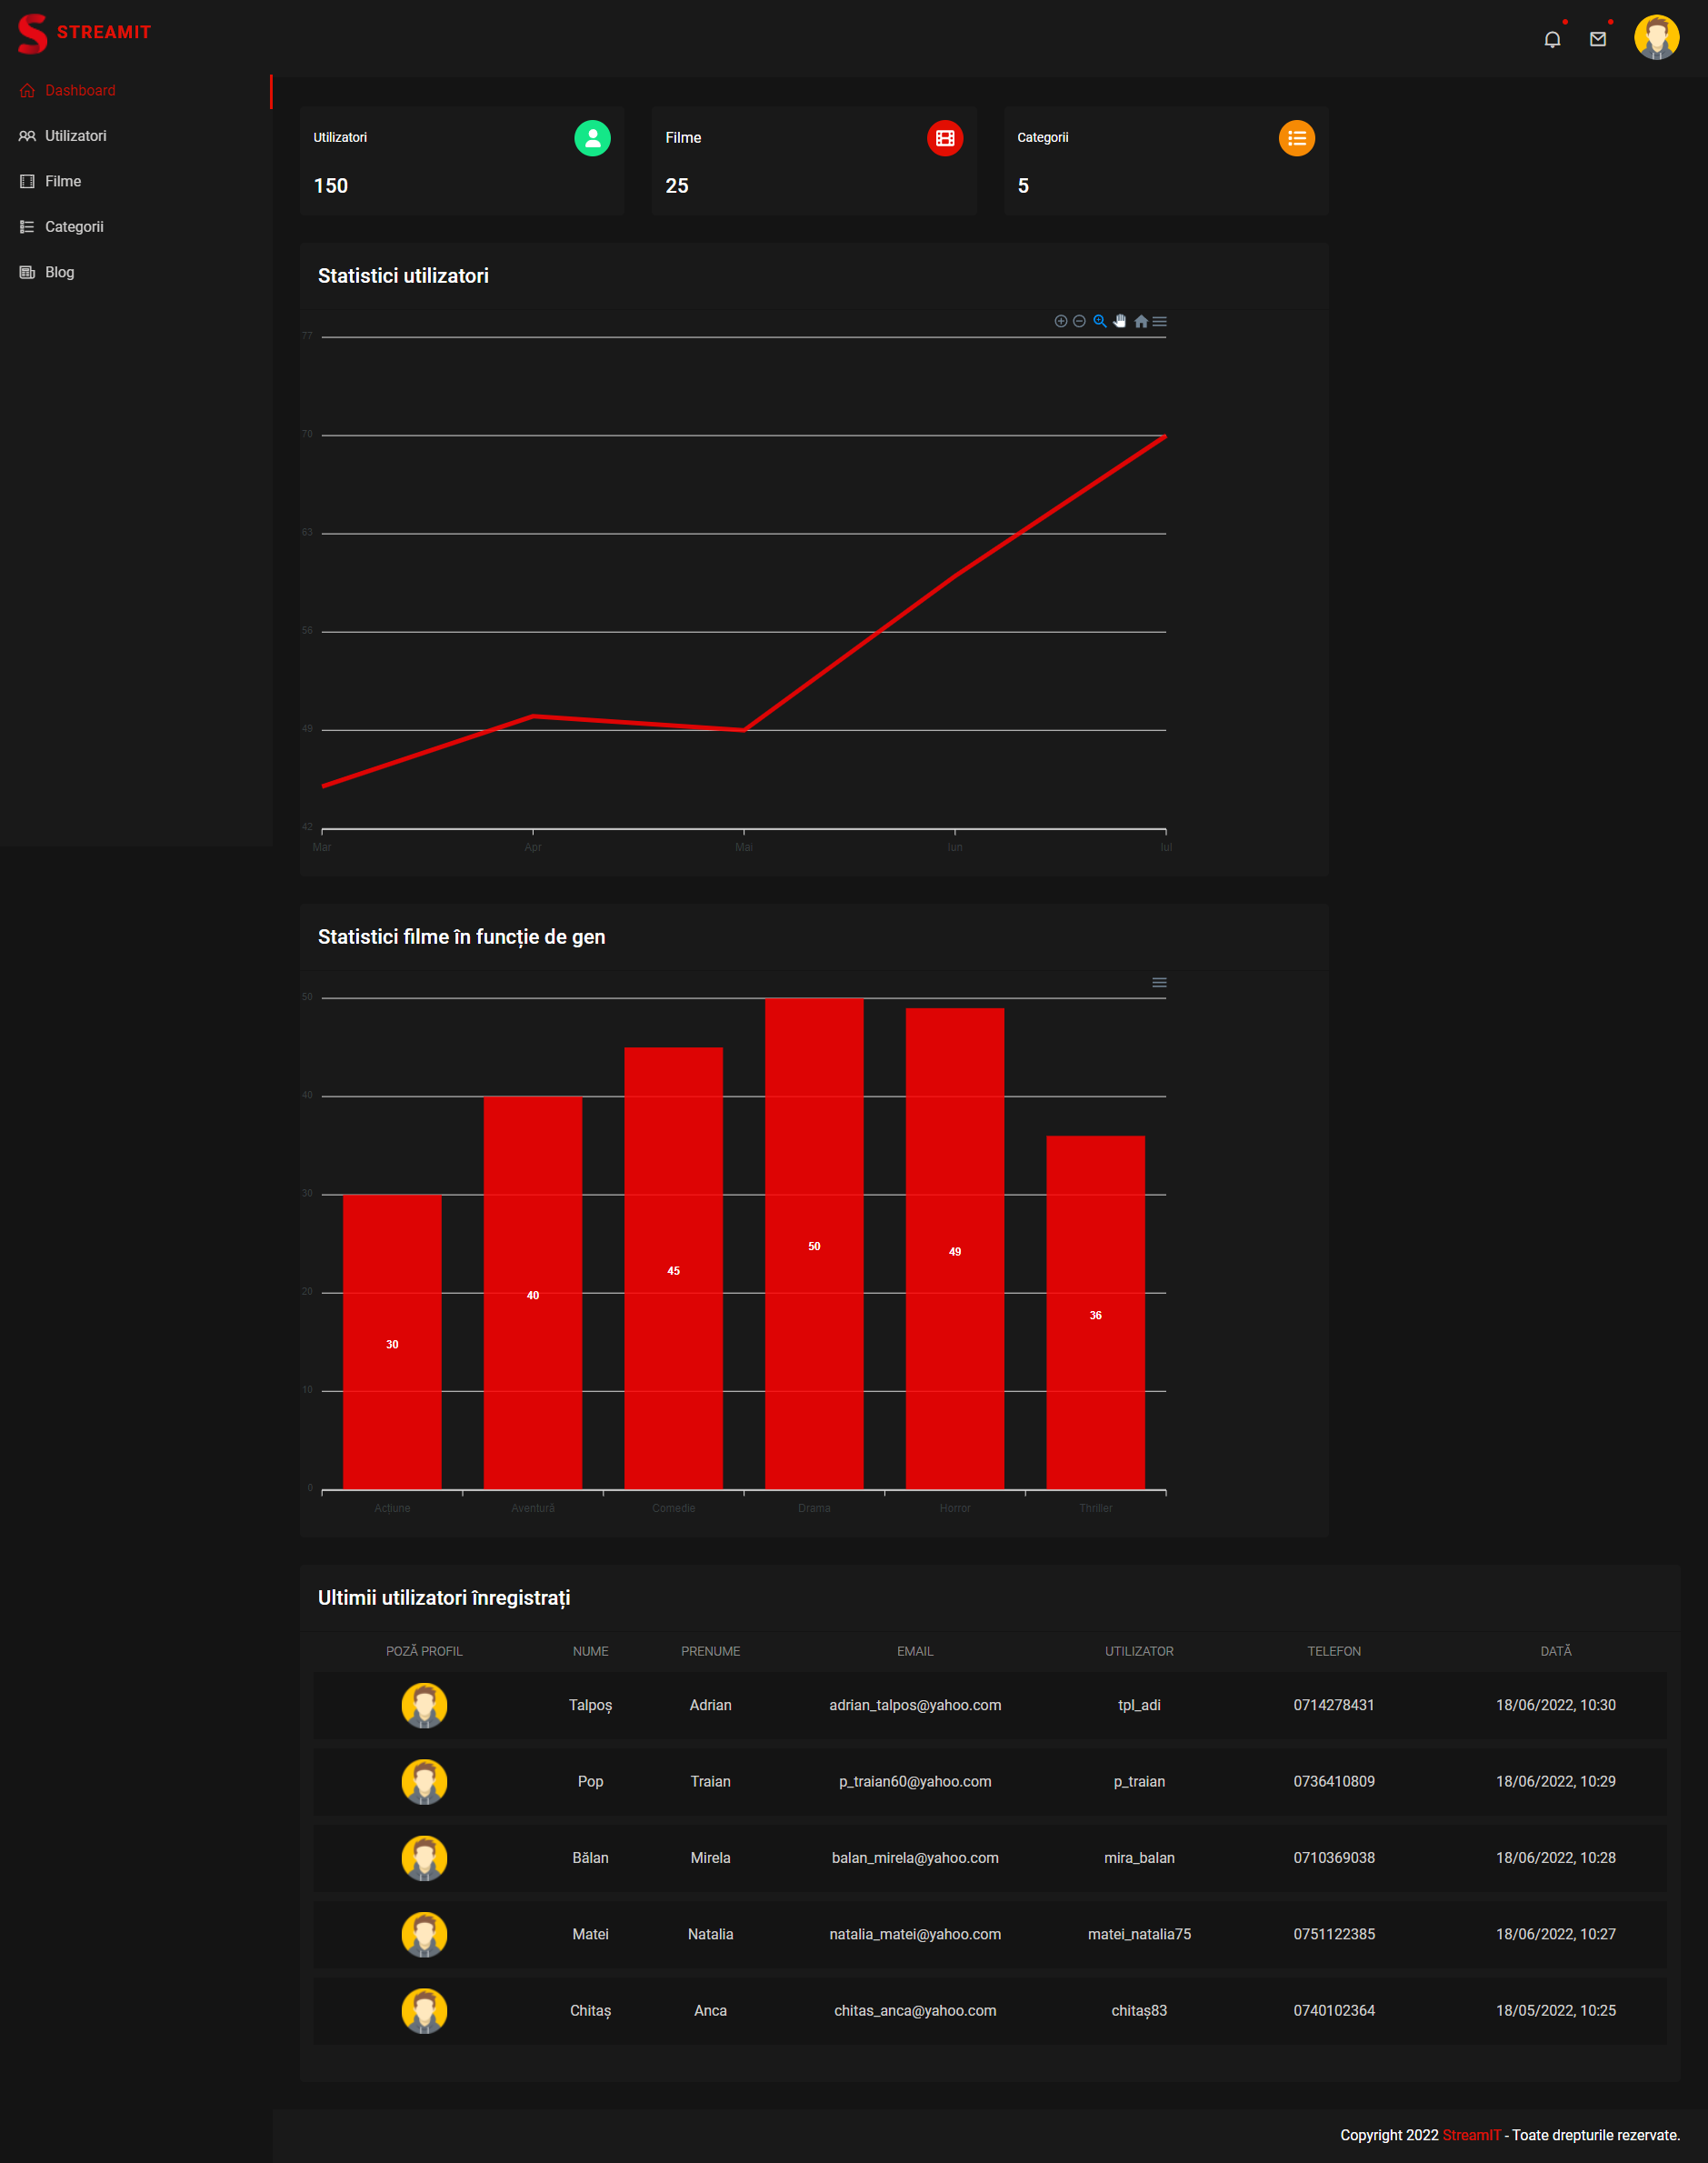 STREAMIT
Dashboard
Utilizatori
Filme
Categorii
Blog
Utilizatori
150
Filme
25
Categorii
5
Statistici utilizatori
77
70
63
56
49
42
Mar Apr Mai Iun Iul
Statistici filme în funcție de gen
50
40
30
20
10
0
30 40 45 50 49 36
Acțiune Aventură Comedie Drama Horror Thriller
Ultimii utilizatori înregistrați
POZĂ PROFIL NUME PRENUME EMAIL UTILIZATOR TELEFON DATĂ
Talpoș Adrian adrian_talpos@yahoo.com tpl_adi 0714278431 18/06/2022, 10:30
Pop Traian p_traian60@yahoo.com p_traian 0736410809 18/06/2022, 10:29
Bălan Mirela balan_mirela@yahoo.com mira_balan 0710369038 18/06/2022, 10:28
Matei Natalia natalia_matei@yahoo.com matei_natalia75 0751122385 18/06/2022, 10:27
Chitaș Anca chitas_anca@yahoo.com chitaș83 0740102364 18/05/2022, 10:25
Copyright 2022 StreamIT - Toate drepturile rezervate.